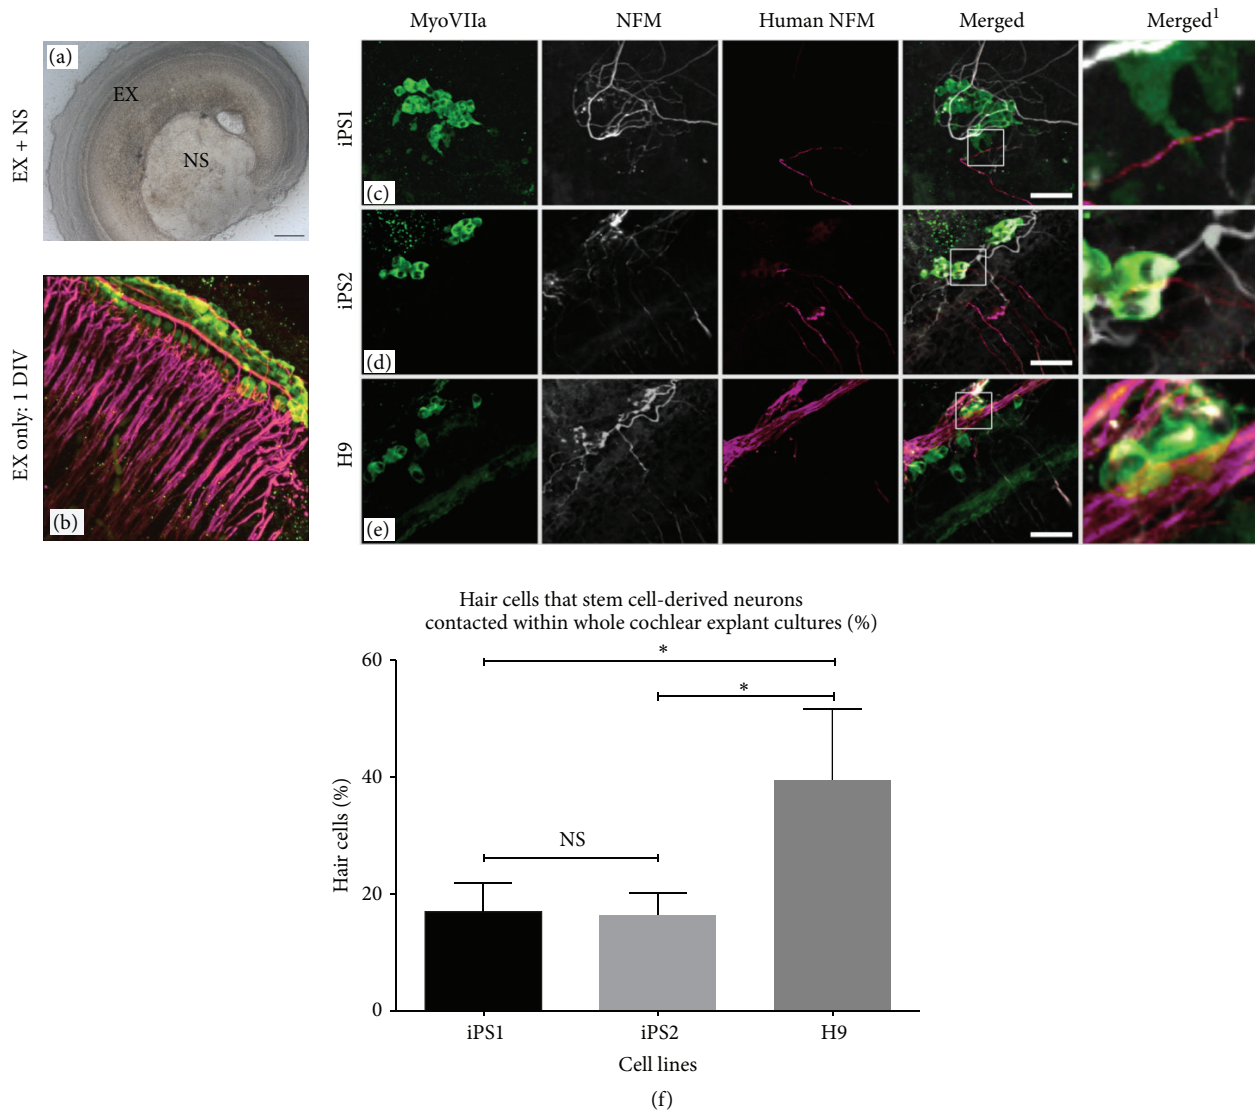 MyoVIIa NFM Human NFM Merged Merged¹
EX + NS
(a)
EX
NS
EX only: 1 DIV
(b)
iPS1
(c)
iPS2
(d)
H9
(e)
Hair cells that stem cell-derived neurons
contacted within whole cochlear explant cultures (%)
Hair cells (%)
60
40
20
0
*
*
NS
iPS1 iPS2 H9
Cell lines
(f)